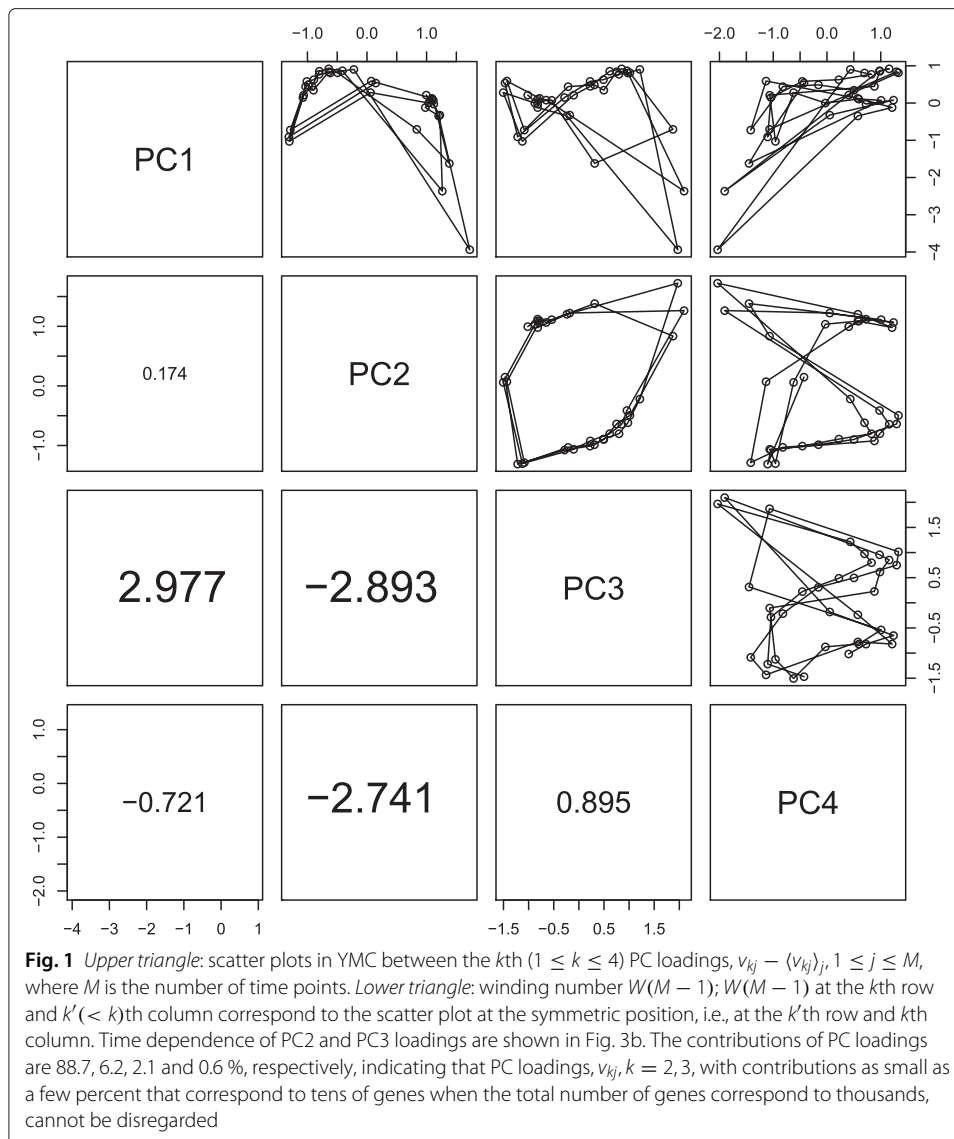 −1.0 0.0 1.0 −2.0 −1.0 0.0 1.0
PC1
1
0
−1
−2
−3
−4
1.0
0.0
−1.0
0.174
PC2
2.977
−2.893
PC3
1.5
0.5
−0.5
−1.5
1.0
0.0
−1.0
−2.0
−0.721
−2.741
0.895
PC4
−4 −3 −2 −1 0 1 −1.5 −0.5 0.5 1.5
Fig. 1 Upper triangle: scatter plots in YMC between the kth (1 ≤ k ≤ 4) PC loadings, vkj − ⟨vkj⟩j, 1 ≤ j ≤ M,
where M is the number of time points. Lower triangle: winding number W(M − 1); W(M − 1) at the kth row
and k′(< k)th column correspond to the scatter plot at the symmetric position, i.e., at the k′th row and kth
column. Time dependence of PC2 and PC3 loadings are shown in Fig. 3b. The contributions of PC loadings
are 88.7, 6.2, 2.1 and 0.6 %, respectively, indicating that PC loadings, vkj, k = 2, 3, with contributions as small as
a few percent that correspond to tens of genes when the total number of genes correspond to thousands,
cannot be disregarded